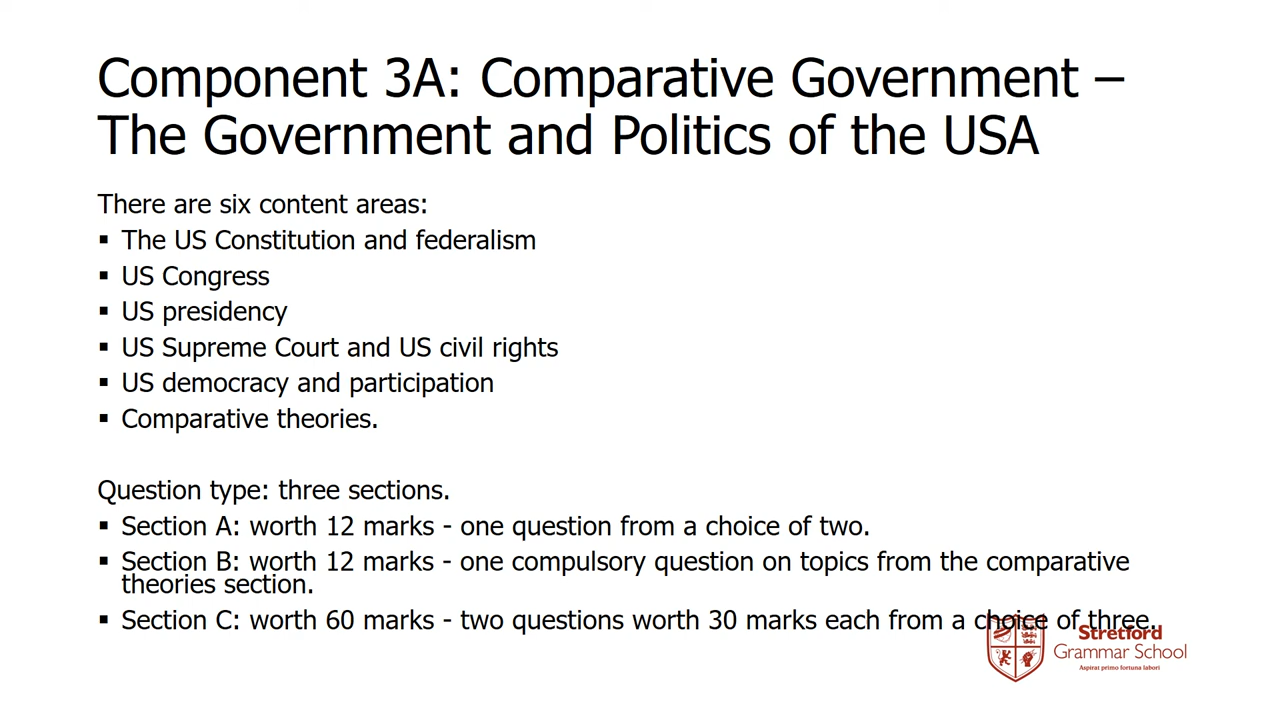 Component 3A: Comparative Government –
The Government and Politics of the USA
There are six content areas:
▪ The US Constitution and federalism
▪ US Congress
▪ US presidency
▪ US Supreme Court and US civil rights
▪ US democracy and participation
▪ Comparative theories.
Question type: three sections.
▪ Section A: worth 12 marks - one question from a choice of two.
▪ Section B: worth 12 marks - one compulsory question on topics from the comparative
theories section.
▪ Section C: worth 60 marks - two questions worth 30 marks each from a choice of three.
Stretford
Grammar School
Aspirat primo fortuna labori